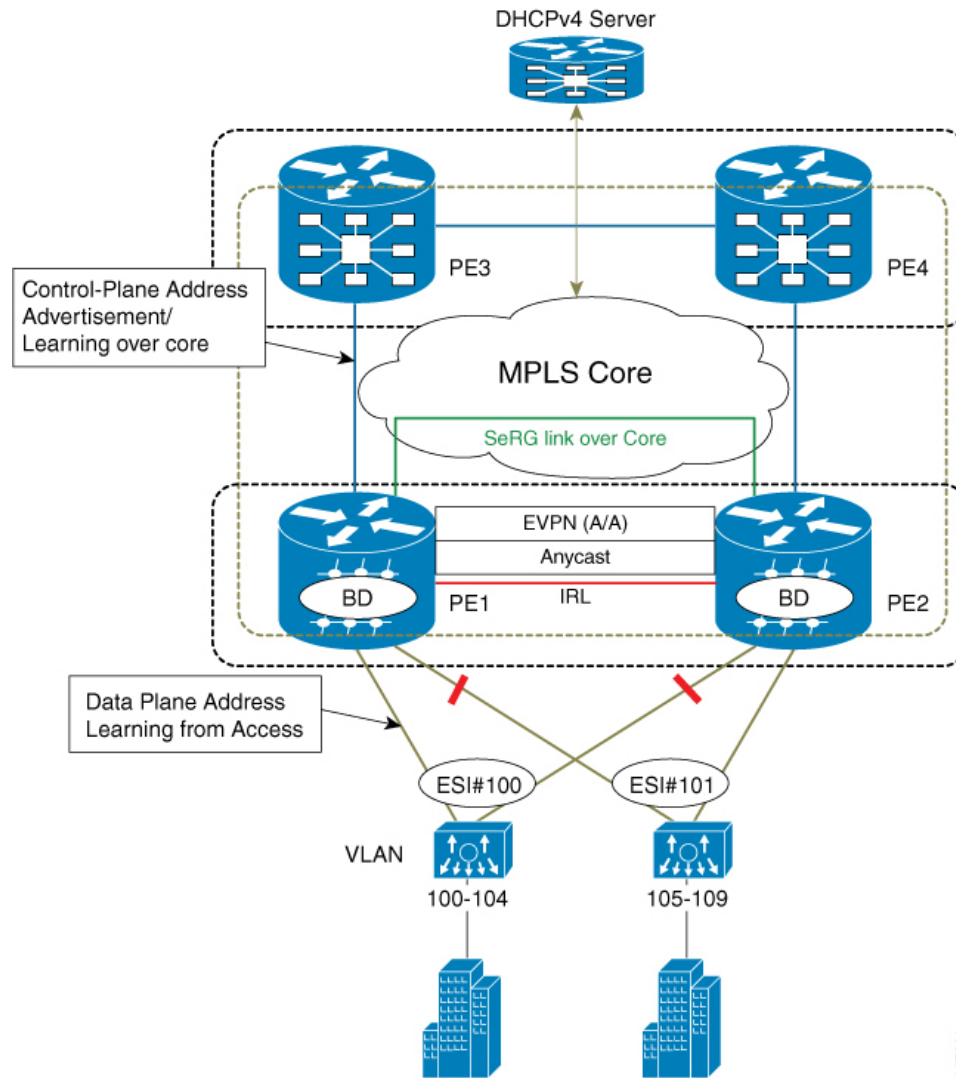 DHCPv4 Server
PE3
PE4
Control-Plane Address
Advertisement/
Learning over core
MPLS Core
SeRG link over Core
EVPN (A/A)
Anycast
IRL
BD
PE1
BD
PE2
Data Plane Address
Learning from Access
ESI#100
ESI#101
VLAN
100-104
105-109